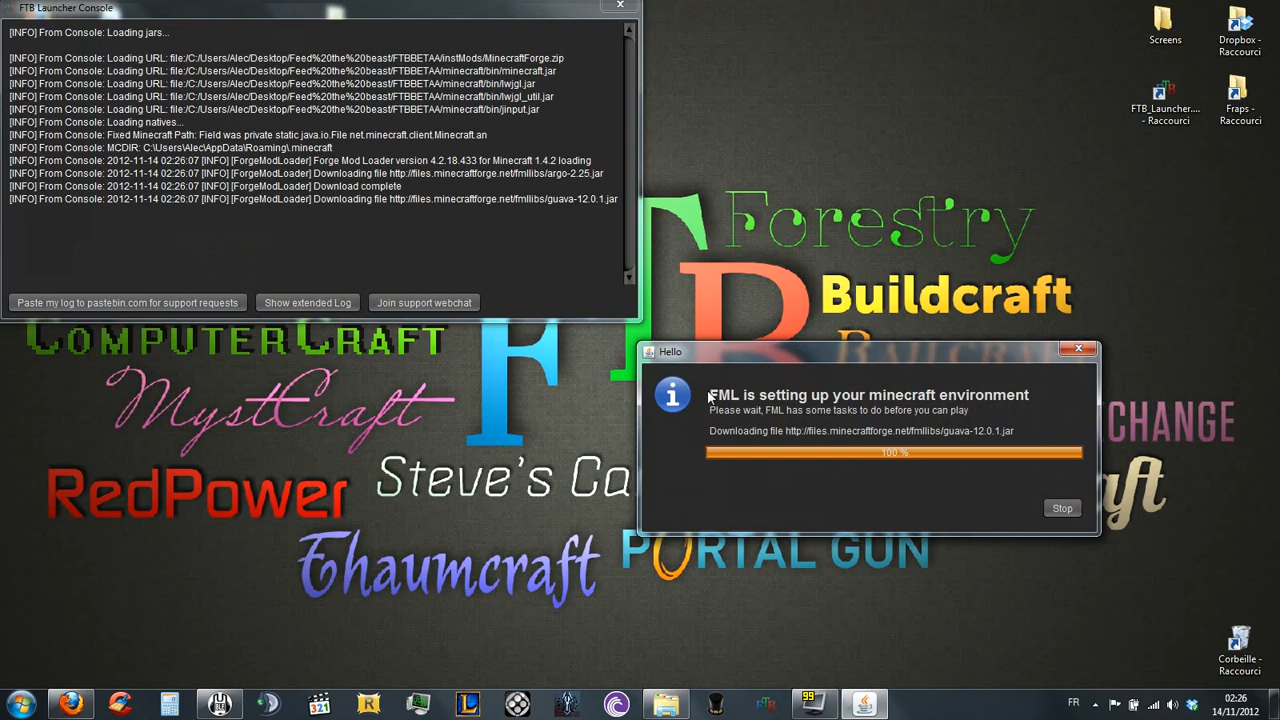 FTB Launcher Console
[INFO] From Console: Loading jars...
[INFO] From Console: Loading URL: file:/C:/Users/Alec/Desktop/Feed%20the%20beast/FTBBETAA/instMods/MinecraftForge.zip
[INFO] From Console: Loading URL: file:/C:/Users/Alec/Desktop/Feed%20the%20beast/FTBBETAA/minecraft/bin/minecraft.jar
[INFO] From Console: Loading URL: file:/C:/Users/Alec/Desktop/Feed%20the%20beast/FTBBETAA/minecraft/bin/lwjgl.jar
[INFO] From Console: Loading URL: file:/C:/Users/Alec/Desktop/Feed%20the%20beast/FTBBETAA/minecraft/bin/lwjgl_util.jar
[INFO] From Console: Loading URL: file:/C:/Users/Alec/Desktop/Feed%20the%20beast/FTBBETAA/minecraft/bin/jinput.jar
[INFO] From Console: Loading natives...
[INFO] From Console: Fixed Minecraft Path: Field was private static java.io.File net.minecraft.client.Minecraft.an
[INFO] From Console: MCDIR: C:\Users\Alec\AppData\Roaming\.minecraft
[INFO] From Console: 2012-11-14 02:26:07 [INFO] [ForgeModLoader] Forge Mod Loader version 4.2.18.433 for Minecraft 1.4.2 loading
[INFO] From Console: 2012-11-14 02:26:07 [INFO] [ForgeModLoader] Downloading file http://files.minecraftforge.net/fmllibs/argo-2.25.jar
[INFO] From Console: 2012-11-14 02:26:07 [INFO] [ForgeModLoader] Download complete
[INFO] From Console: 2012-11-14 02:26:07 [INFO] [ForgeModLoader] Downloading file http://files.minecraftforge.net/fmllibs/guava-12.0.1.jar
Paste my log to pastebin.com for support requests
Show extended Log
Join support webchat
Screens
Dropbox -
Raccourci
FTB_Launcher....
- Raccourci
Fraps -
Raccourci
Forestry
Buildcraft
ComputerCraft
MystCraft
RedPower
Steve's Ca
Thaumcraft
Portal Gun
F
T
B
change
aft
Hello
FML is setting up your minecraft environment
Please wait, FML has some tasks to do before you can play
Downloading file http://files.minecraftforge.net/fmllibs/guava-12.0.1.jar
100 %
Stop
Corbeille -
Raccourci
321
99
FR
02:26
14/11/2012